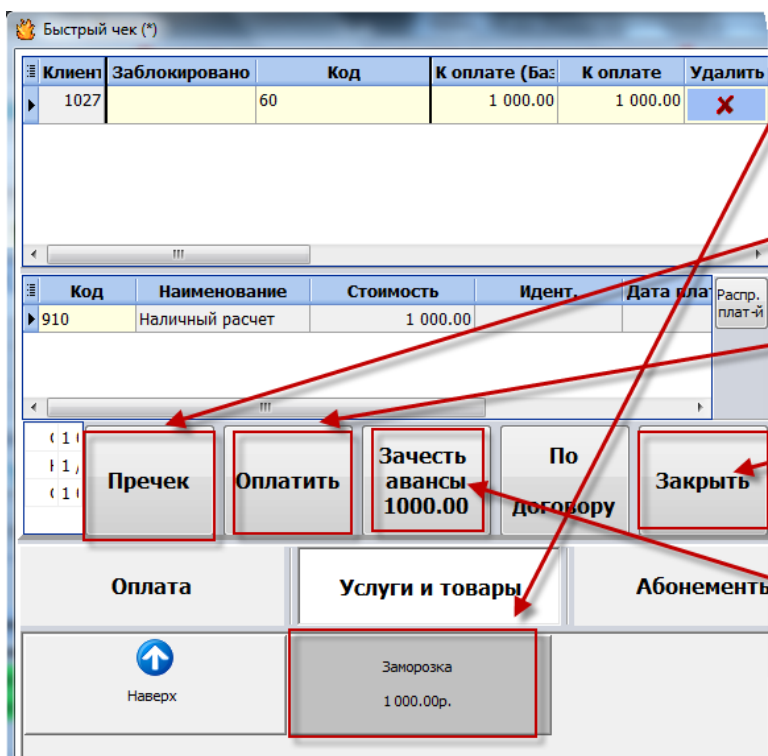 Быстрый чек (*)
Клиент Заблокировано Код К оплате (Баз К оплате Удалить
1027 60 1 000.00 1 000.00
Код Наименование Стоимость Идент. Дата плат
910 Наличный расчет 1 000.00
Распр.
плат-й
Пречек
Оплатить
Зачесть
авансы
1000.00
По
договору
Закрыть
Оплата Услуги и товары Абонементы
Наверх
Заморозка
1 000.00р.